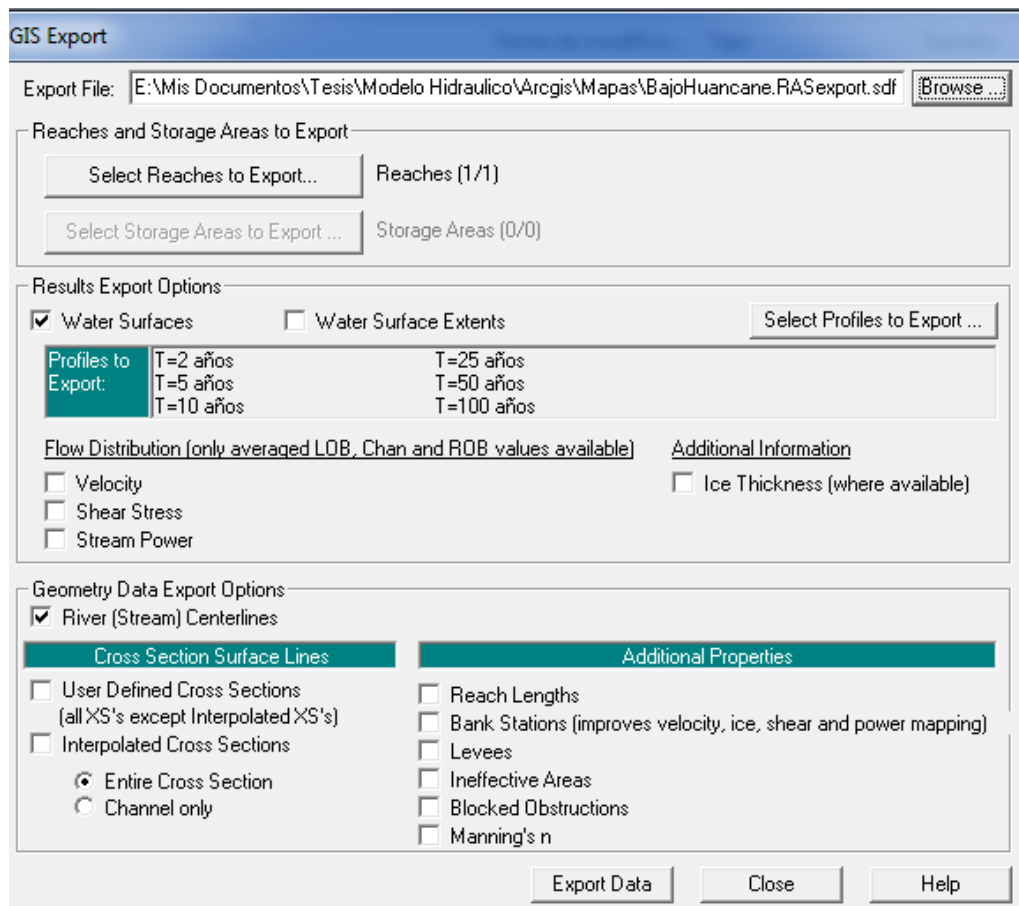 GIS Export
Export File: E:\Mis Documentos\Tesis\Modelo Hidraulico\Arcgis\Mapas\BajoHuancane.RASexport.sdf Browse ...
Reaches and Storage Areas to Export
Select Reaches to Export... Reaches (1/1)
Select Storage Areas to Export ... Storage Areas (0/0)
Results Export Options
Water Surfaces Water Surface Extents Select Profiles to Export ...
Profiles to Export: T=2 años T=25 años
T=5 años T=50 años
T=10 años T=100 años
Flow Distribution (only averaged LOB, Chan and ROB values available) Additional Information
Velocity Ice Thickness (where available)
Shear Stress
Stream Power
Geometry Data Export Options
River (Stream) Centerlines
Cross Section Surface Lines
User Defined Cross Sections
(all XS's except Interpolated XS's)
Interpolated Cross Sections
Entire Cross Section
Channel only
Additional Properties
Reach Lengths
Bank Stations (improves velocity, ice, shear and power mapping)
Levees
Ineffective Areas
Blocked Obstructions
Manning's n
Export Data Close Help